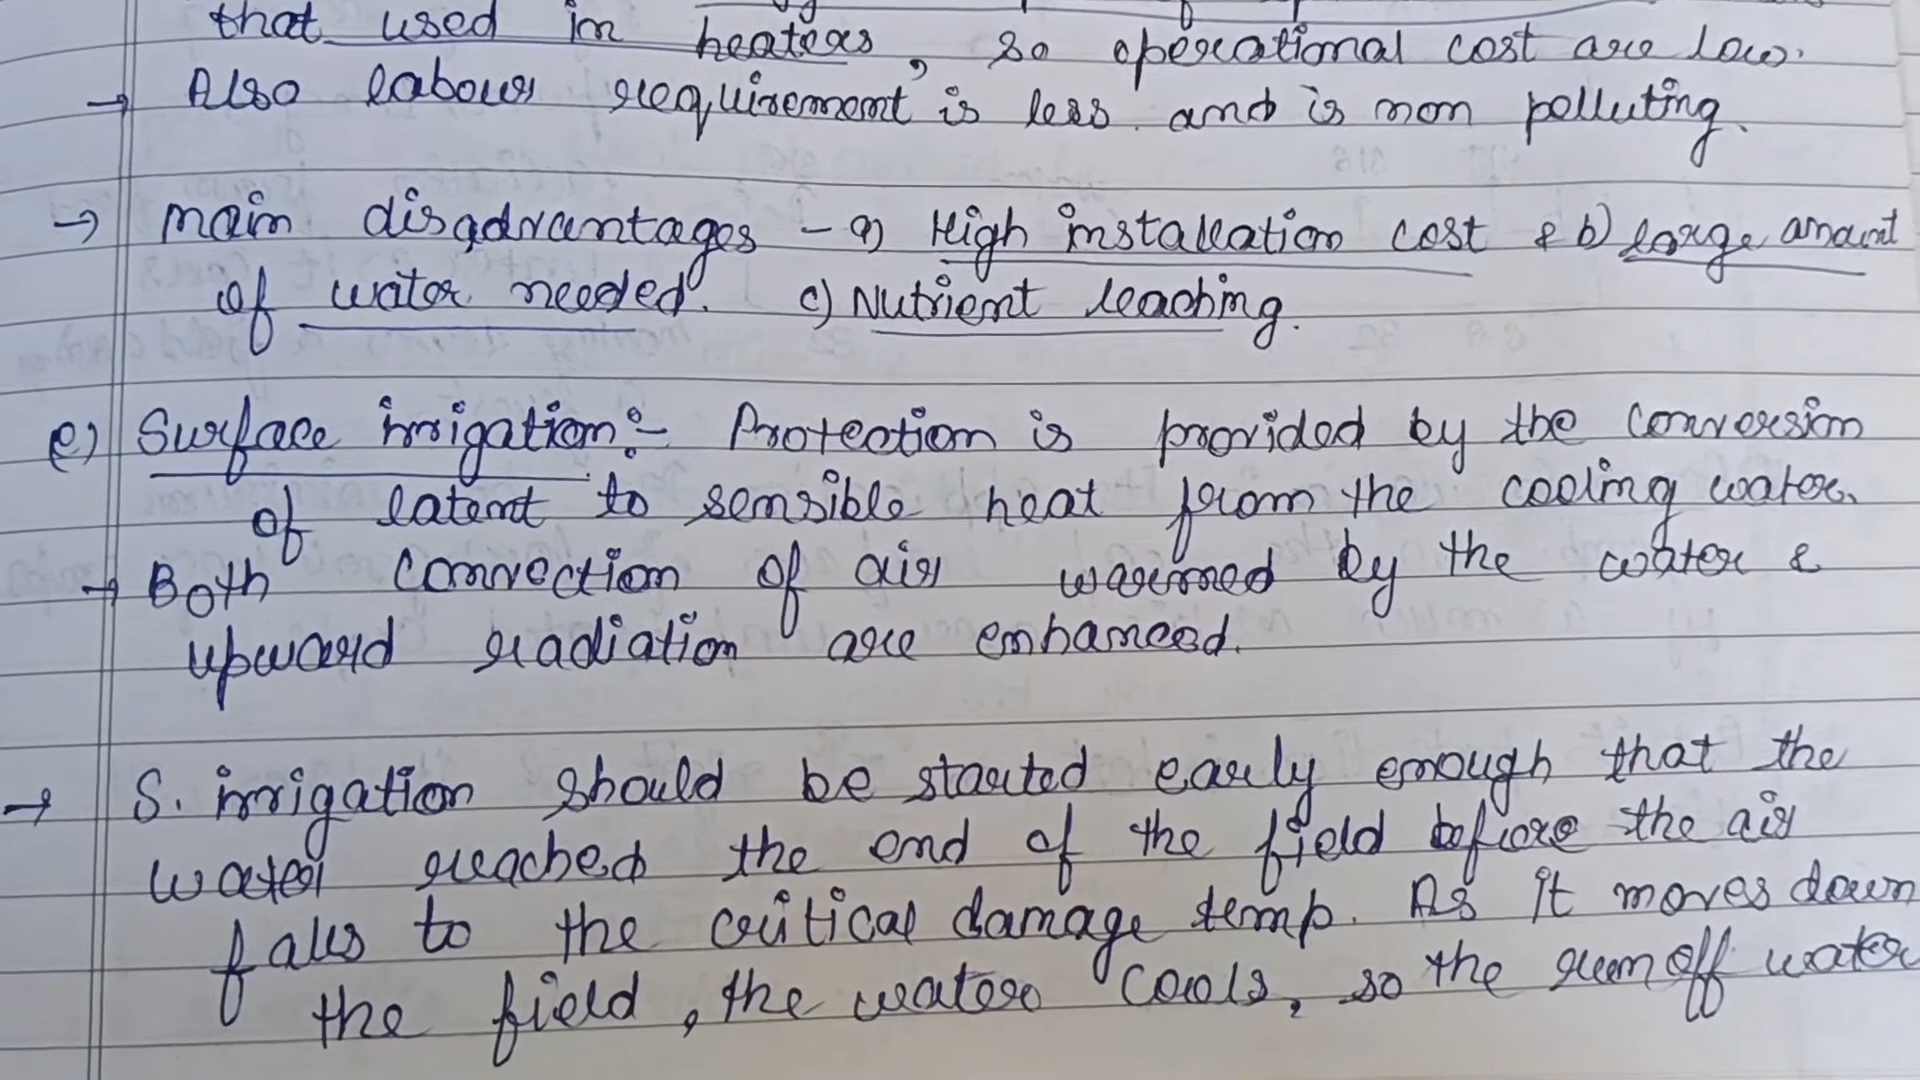 that used in heaters, so operational cost are low.
→ Also labour requirement is less and is non polluting.
→ Main disadvantages - a) High installation cost & b) large amount
of water needed. c) Nutrient leaching.
e) Surface irrigation:- Protection is provided by the conversion
of latent to sensible heat from the cooling water.
→ Both convection of air warmed by the water &
upward radiation are enhanced.
→ S. irrigation should be started early enough that the
water reached the end of the field before the air
falls to the critical damage temp. As it moves down
the field, the water cools, so the runoff water